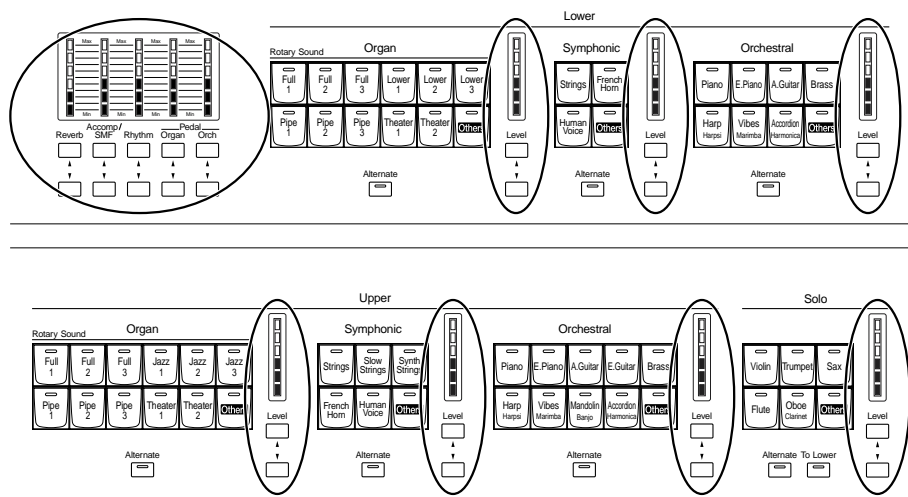 Lower
Max Max Max Max
Min Min Min Min
Reverb Accomp/SMF Rhythm Pedal Organ Orch
Rotary Sound Organ
Full 1 Full 2 Full 3 Lower 1 Lower 2 Lower 3
Pipe 1 Pipe 2 Pipe 3 Theater 1 Theater 2 Others
Alternate
Level
Symphonic
Strings French Horn
Human Voice Others
Alternate
Level
Orchestral
Piano E.Piano A.Guitar Brass
Harp Harpsi Vibes Marimba Accordion Harmonica Others
Alternate
Level
Upper
Rotary Sound Organ
Full 1 Full 2 Full 3 Jazz 1 Jazz 2 Jazz 3
Pipe 1 Pipe 2 Pipe 3 Theater 1 Theater 2 Other
Alternate
Level
Symphonic
Strings Slow Strings Synth Strings
French Horn Human Voice Other
Alternate
Level
Orchestral
Piano E.Piano A.Guitar E.Guitar Brass
Harp Harpsi Vibes Marimba Mandolin Banjo Accordion Harmonica Other
Alternate
Level
Solo
Violin Trumpet Sax
Flute Oboe Clarinet Other
Alternate To Lower
Level